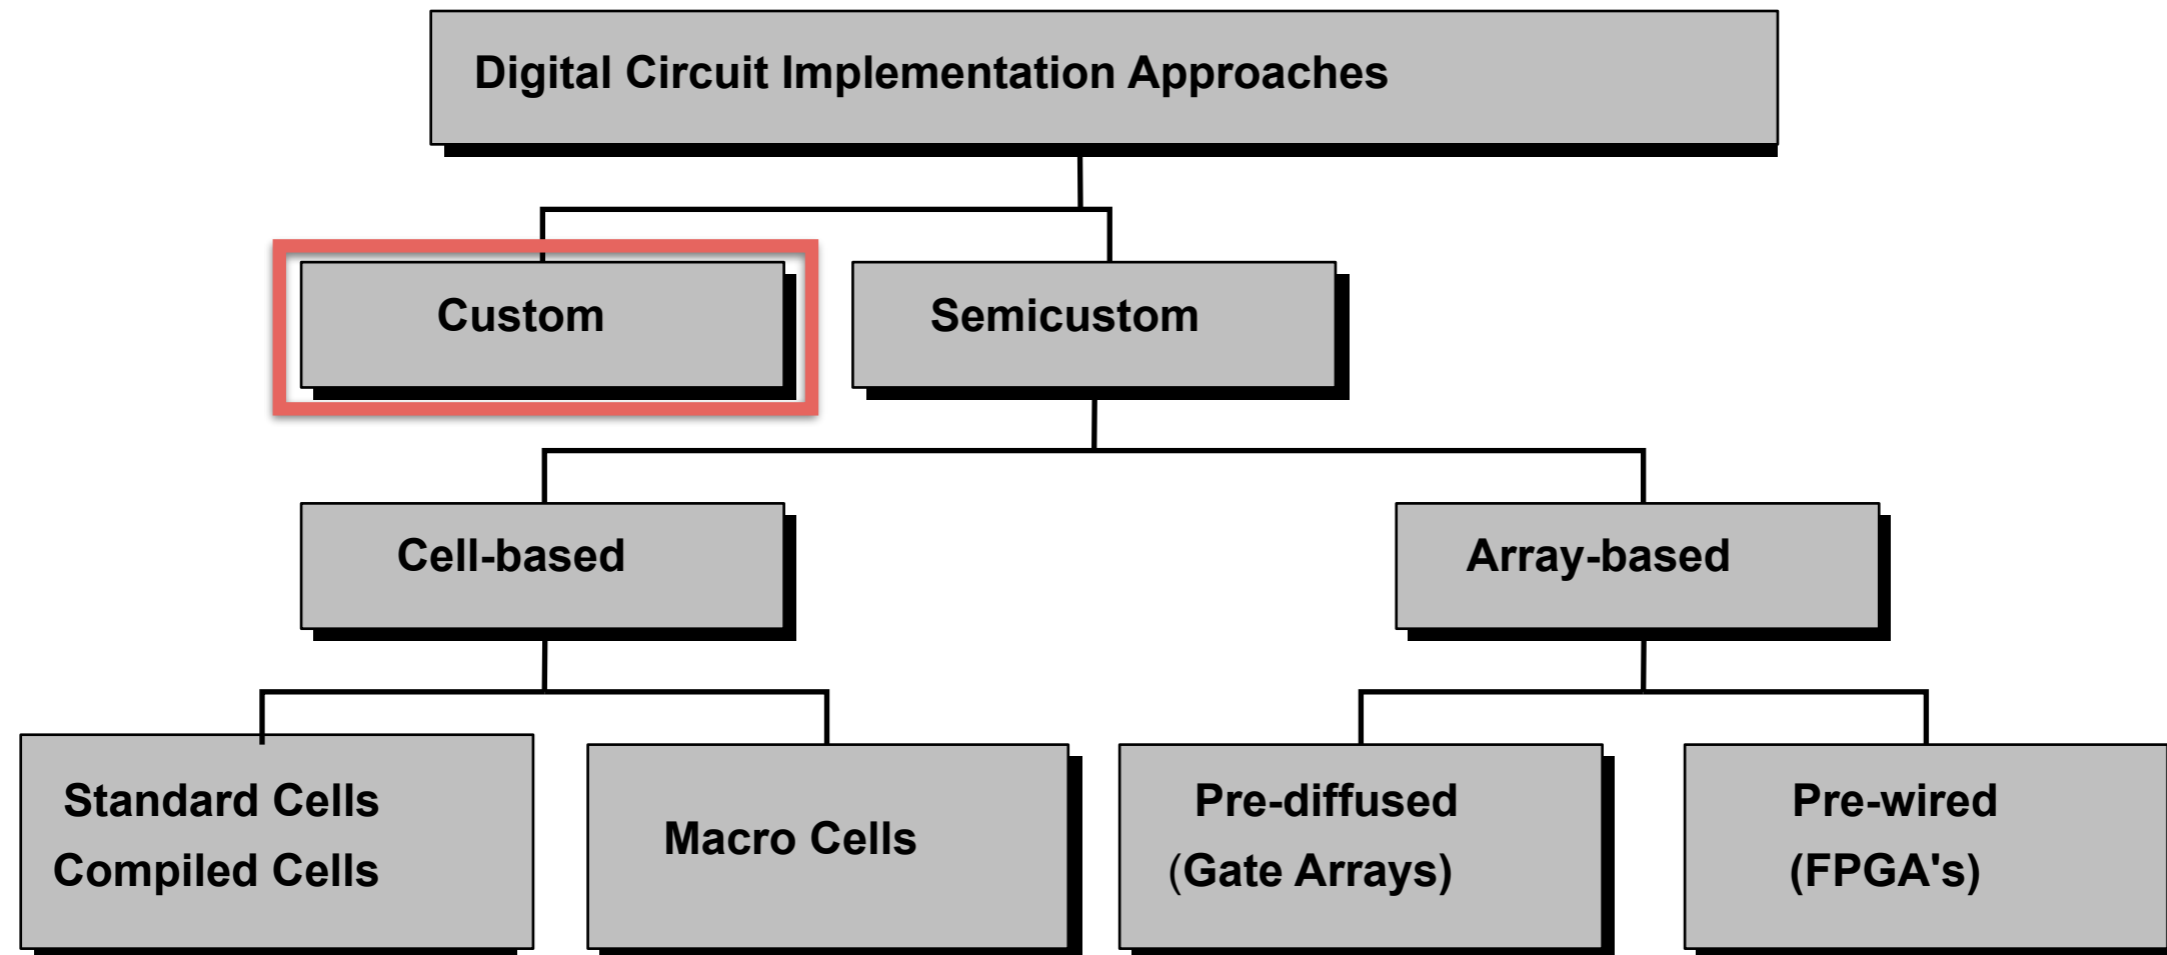 Digital Circuit Implementation Approaches
Custom
Semicustom
Cell-based
Array-based
Standard Cells
Compiled Cells
Macro Cells
Pre-diffused
(Gate Arrays)
Pre-wired
(FPGA's)